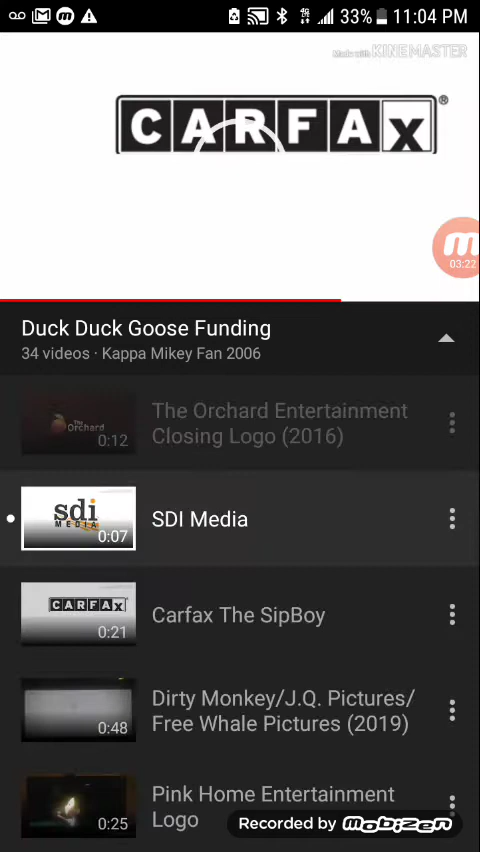 33% 11:04 PM
Made with KINEMASTER
CARFAX®
03:22
Duck Duck Goose Funding
34 videos · Kappa Mikey Fan 2006
The Orchard
0:12
The Orchard Entertainment
Closing Logo (2016)
sdi
MEDIA
0:07
SDI Media
CARFAX
0:21
Carfax The SipBoy
0:48
Dirty Monkey/J.Q. Pictures/
Free Whale Pictures (2019)
0:25
Pink Home Entertainment
Logo
Recorded by mobizen